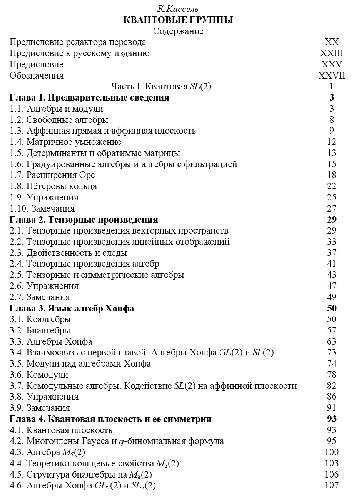 К.Кассель
КВАНТОВЫЕ ГРУППЫ
Содержание
Предисловие редактора перевода XX
Предисловие к русскому изданию XXIII
Предисловие XXV
Обозначения XXVII
Часть I. Квантовая SL(2) 1
Глава 1. Предварительные сведения 3
1.1. Алгебры и модули 3
1.2. Свободные алгебры 8
1.3. Аффинная прямая и аффинная плоскость 9
1.4. Матричное умножение 12
1.5. Детерминанты и обратимые матрицы 13
1.6. Градуированные алгебры и алгебры с фильтрацией 15
1.7. Расширения Оре 18
1.8. Нётеровы кольца 22
1.9. Упражнения 25
1.10. Замечания 27
Глава 2. Тензорные произведения 29
2.1. Тензорные произведения векторных пространств 29
2.2. Тензорные произведения линейных отображений 33
2.3. Двойственность и следы 37
2.4. Тензорные произведения алгебр 41
2.5. Тензорные и симметрические алгебры 43
2.6. Упражнения 47
2.7. Замечания 49
Глава 3. Язык алгебр Хопфа 50
3.1. Коалгебры 50
3.2. Биалгебры 57
3.3. Алгебры Хопфа 63
3.4. Взаимосвязь с первой главой. Алгебры Хопфа GL(2) и SL(2) 73
3.5. Модули над алгебрами Хопфа 74
3.6. Комодули 78
3.7. Комодульные алгебры. Кодействие SL(2) на аффинной плоскости 82
3.8. Упражнения 86
3.9. Замечания 91
Глава 4. Квантовая плоскость и ее симметрии 93
4.1. Квантовая плоскость 93
4.2. Многочлены Гаусса и q-биномиальная формула 95
4.3. Алгебра M_q(2) 100
4.4. Теоретико-кольцевые свойства M_q(2) 103
4.5. Структура биалгебры на M_q(2) 106
4.6. Алгебры Хопфа GL_q(2) и SL_q(2) 107